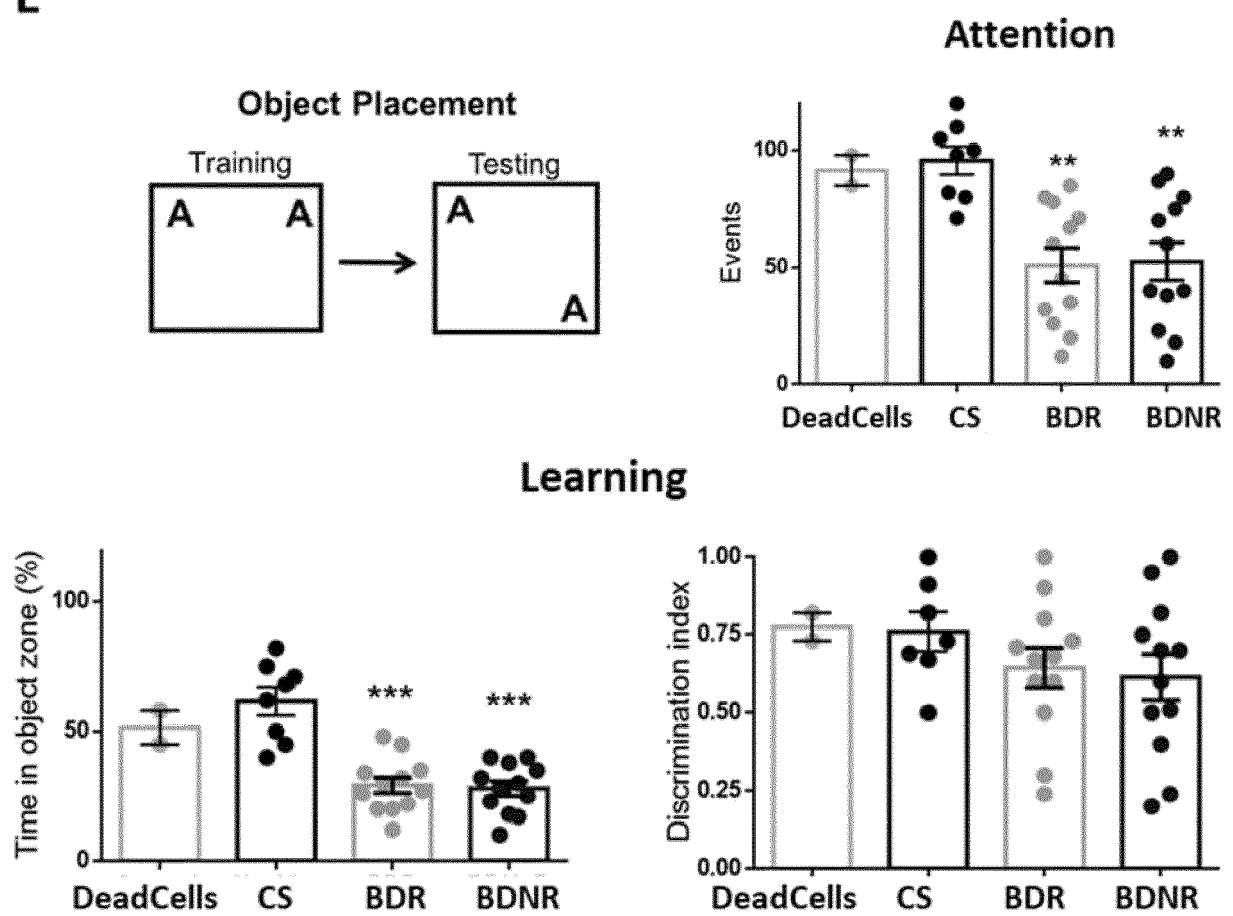 E
Attention
Object Placement
Training
Testing
A A
A
A
Events
100
50
0
**
**
DeadCells CS BDR BDNR
Learning
Time in object zone (%)
100
50
0
***
***
DeadCells CS BDR BDNR
Discrimination index
1.00
0.75
0.50
0.25
0.00
DeadCells CS BDR BDNR